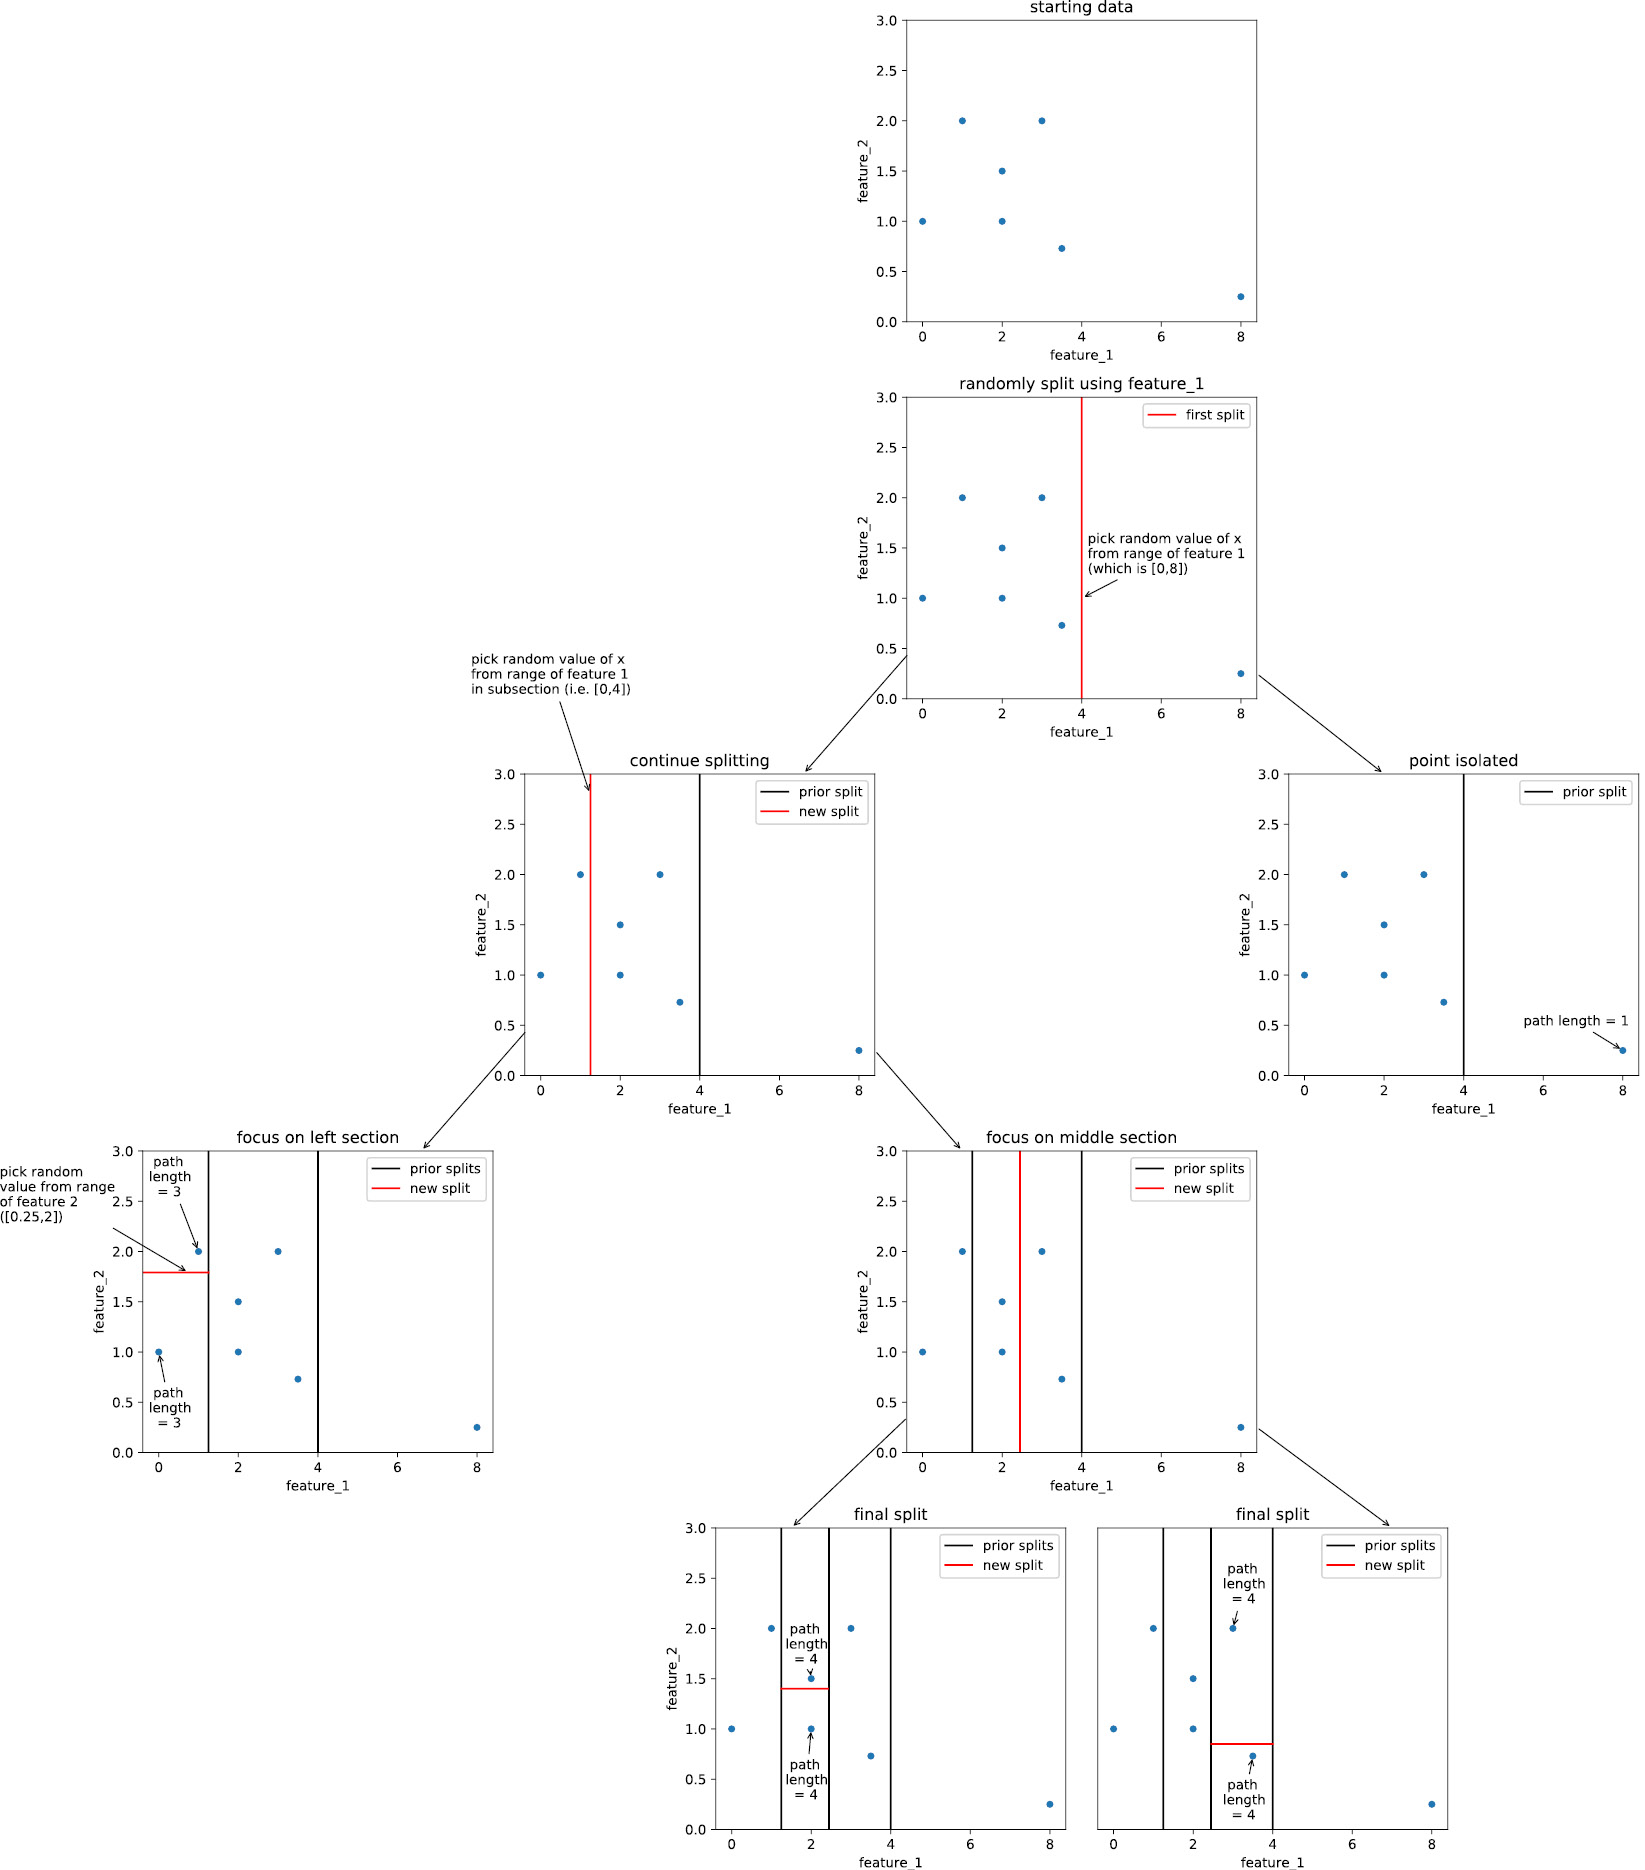 starting data
3.0
2.5
2.0
1.5
1.0
0.5
0.0
feature_2
0 2 4 6 8
feature_1
randomly split using feature_1
3.0
2.5
2.0
1.5
1.0
0.5
0.0
feature_2
first split
pick random value of x
from range of feature 1
(which is [0,8])
0 2 4 6 8
feature_1
pick random value of x
from range of feature 1
in subsection (i.e. [0,4])
continue splitting
3.0
2.5
2.0
1.5
1.0
0.5
0.0
feature_2
prior split
new split
0 2 4 6 8
feature_1
point isolated
3.0
2.5
2.0
1.5
1.0
0.5
0.0
feature_2
prior split
path length = 1
0 2 4 6 8
feature_1
focus on left section
pick random
value from range
of feature 2
([0.25,2])
3.0
2.5
2.0
1.5
1.0
0.5
0.0
feature_2
path
length
= 3
prior splits
new split
path
length
= 3
0 2 4 6 8
feature_1
focus on middle section
3.0
2.5
2.0
1.5
1.0
0.5
0.0
feature_2
prior splits
new split
0 2 4 6 8
feature_1
final split
3.0
2.5
2.0
1.5
1.0
0.5
0.0
feature_2
prior splits
new split
path
length
= 4
path
length
= 4
0 2 4 6 8
feature_1
final split
prior splits
new split
path
length
= 4
path
length
= 4
0 2 4 6 8
feature_1